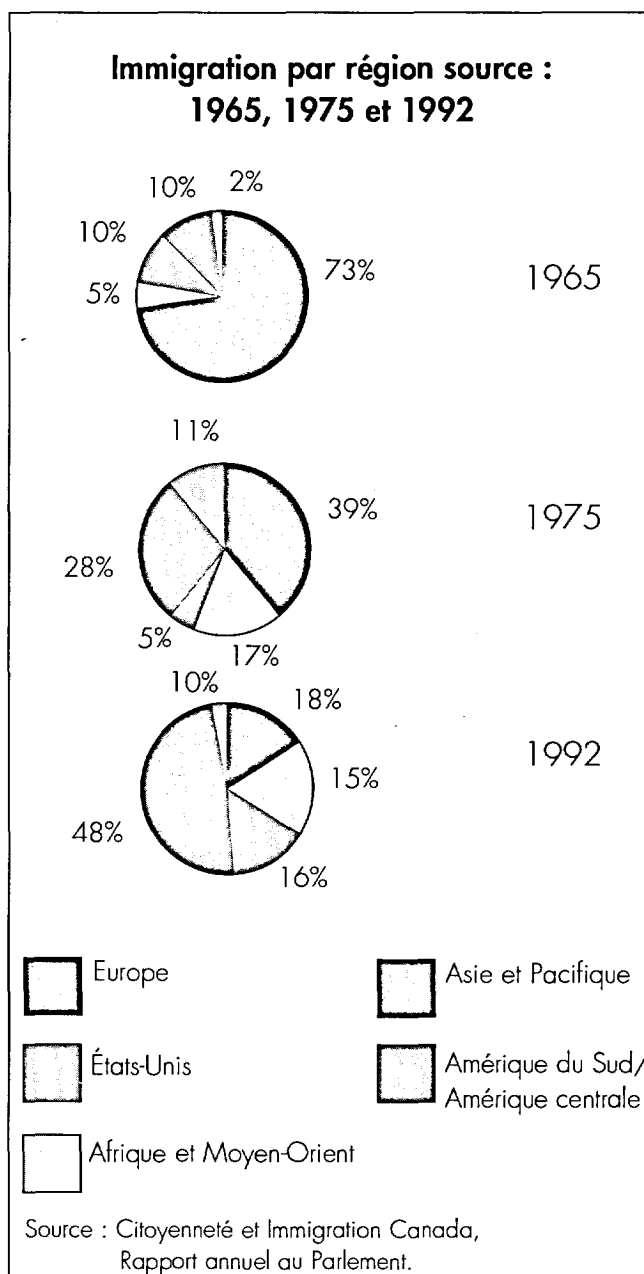 Immigration par région source :
1965, 1975 et 1992
10% 2%
10%
73%
1965
5%
11%
39%
1975
28%
5% 17%
10% 18%
1992
15%
48%
16%
Europe
Asie et Pacifique
États-Unis
Amérique du Sud/
Amérique centrale
Afrique et Moyen-Orient
Source : Citoyenneté et Immigration Canada,
Rapport annuel au Parlement.